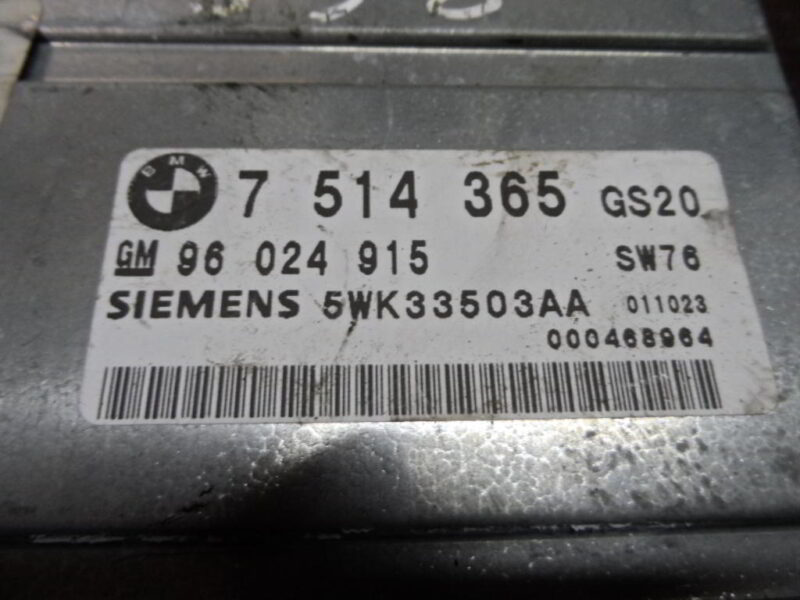 BMW 7 514 365 GS20
GM 96 024 915 SW76
SIEMENS 5WK33503AA 011023
000468964